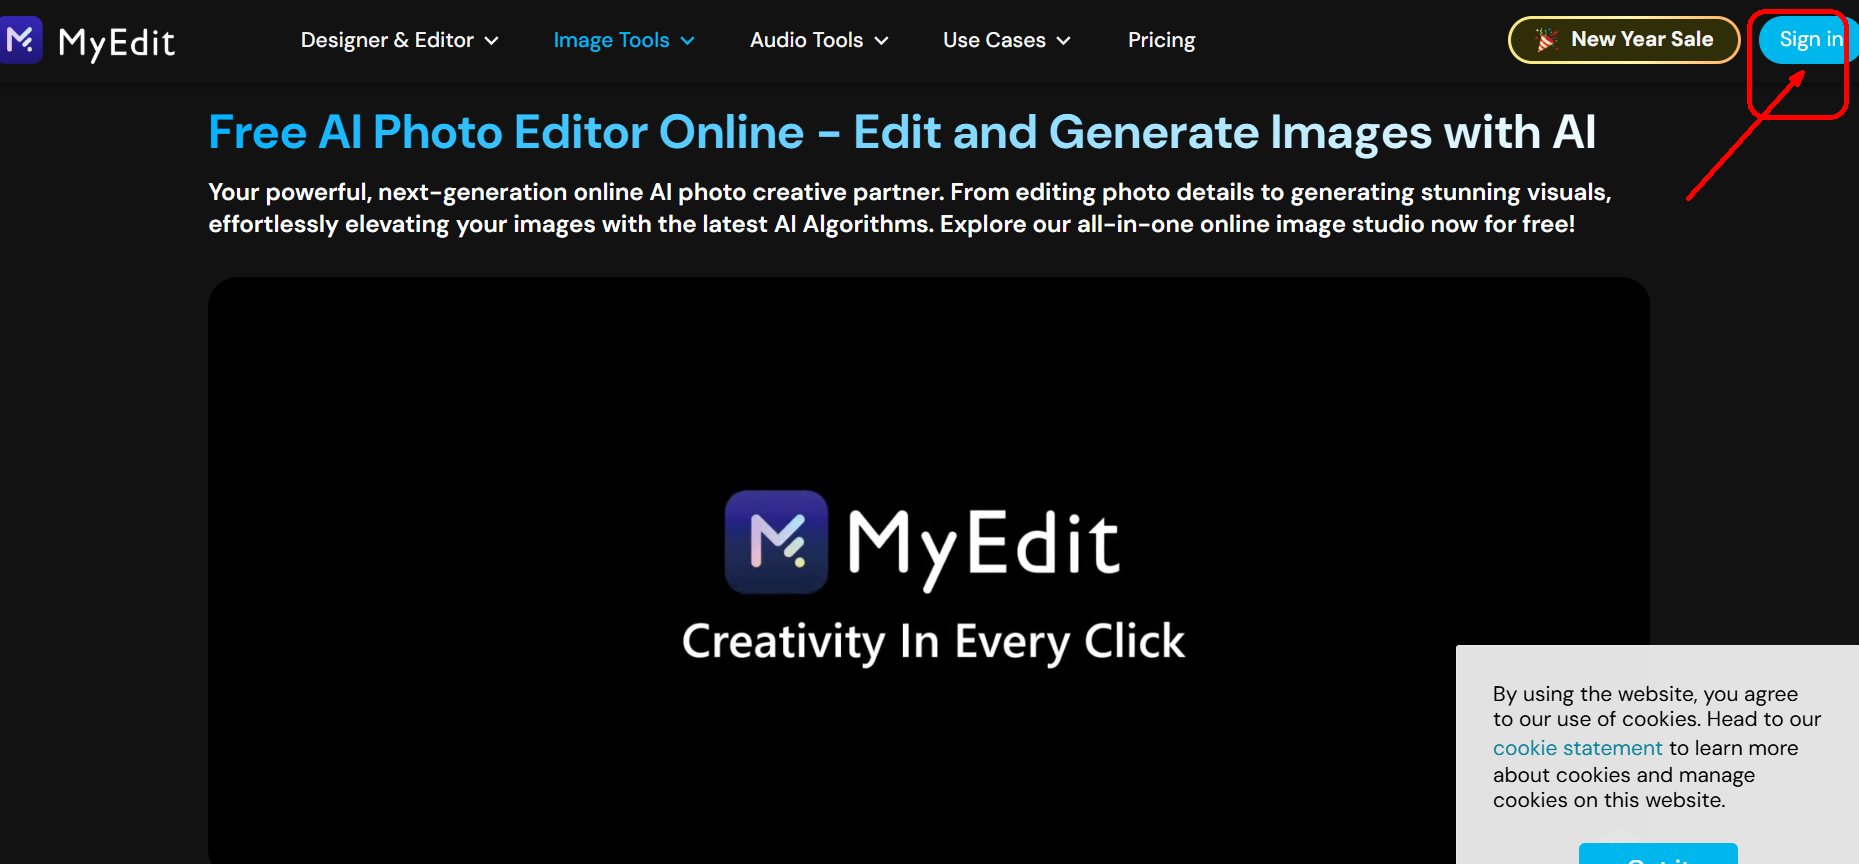 MyEdit
Designer & Editor
Image Tools
Audio Tools
Use Cases
Pricing
New Year Sale
Sign in
Free AI Photo Editor Online - Edit and Generate Images with AI
Your powerful, next-generation online AI photo creative partner. From editing photo details to generating stunning visuals,
effortlessly elevating your images with the latest AI Algorithms. Explore our all-in-one online image studio now for free!
MyEdit
Creativity In Every Click
By using the website, you agree
to our use of cookies. Head to our
cookie statement to learn more
about cookies and manage
cookies on this website.
Got it